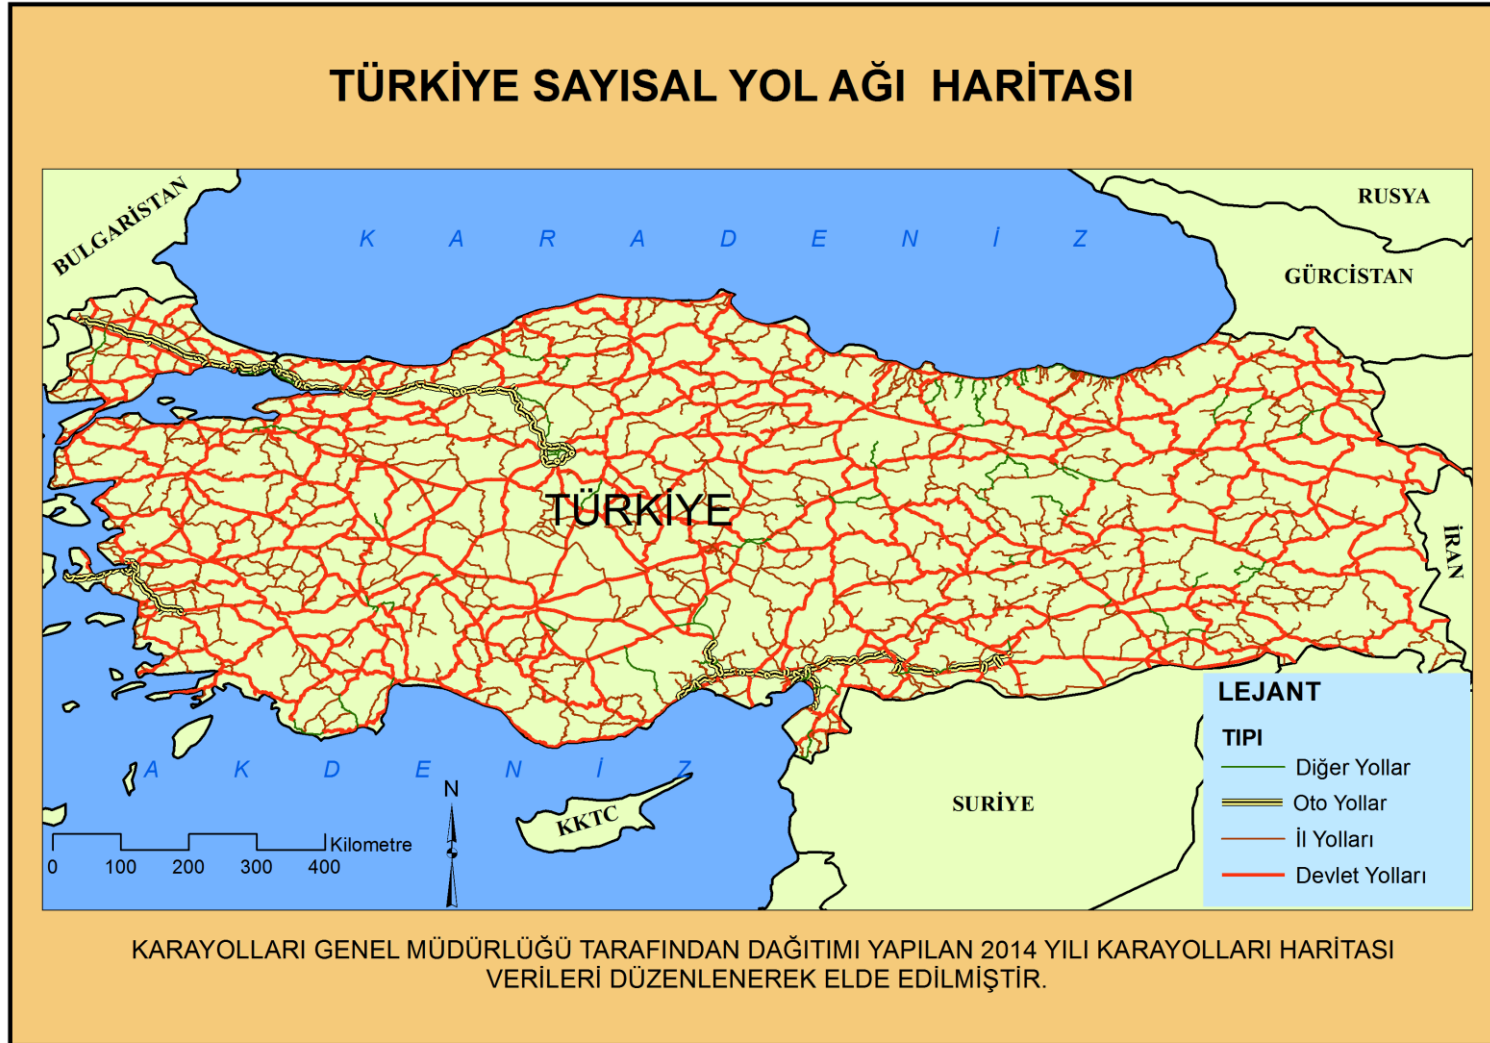 TÜRKİYE SAYISAL YOL AĞI HARİTASI
BULGARİSTAN
RUSYA
K A R A D E N İ Z
GÜRCİSTAN
TÜRKİYE
İRAN
LEJANT
TIPI
Diğer Yollar
Oto Yollar
İl Yolları
Devlet Yolları
A K D E N İ Z
N
SURİYE
KKTC
Kilometre
0 100 200 300 400
KARAYOLLARI GENEL MÜDÜRLÜĞÜ TARAFINDAN DAĞITIMI YAPILAN 2014 YILI KARAYOLLARI HARİTASI
VERİLERİ DÜZENLENEREK ELDE EDİLMİŞTİR.